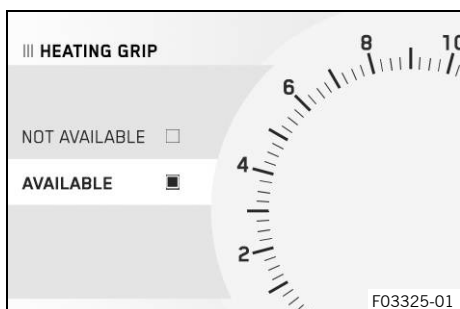 HEATING GRIP
NOT AVAILABLE
AVAILABLE
2
4
6
8
10
F03325-01